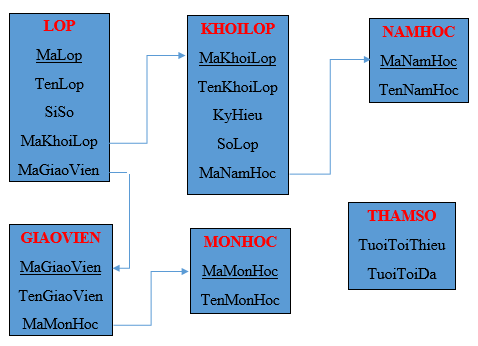 LOP
MaLop
TenLop
SiSo
MaKhoiLop
MaGiaoVien
KHOILOP
MaKhoiLop
TenKhoiLop
KyHieu
SoLop
MaNamHoc
NAMHOC
MaNamHoc
TenNamHoc
GIAOVIEN
MaGiaoVien
TenGiaoVien
MaMonHoc
MONHOC
MaMonHoc
TenMonHoc
THAMSO
TuoiToiThieu
TuoiToiDa